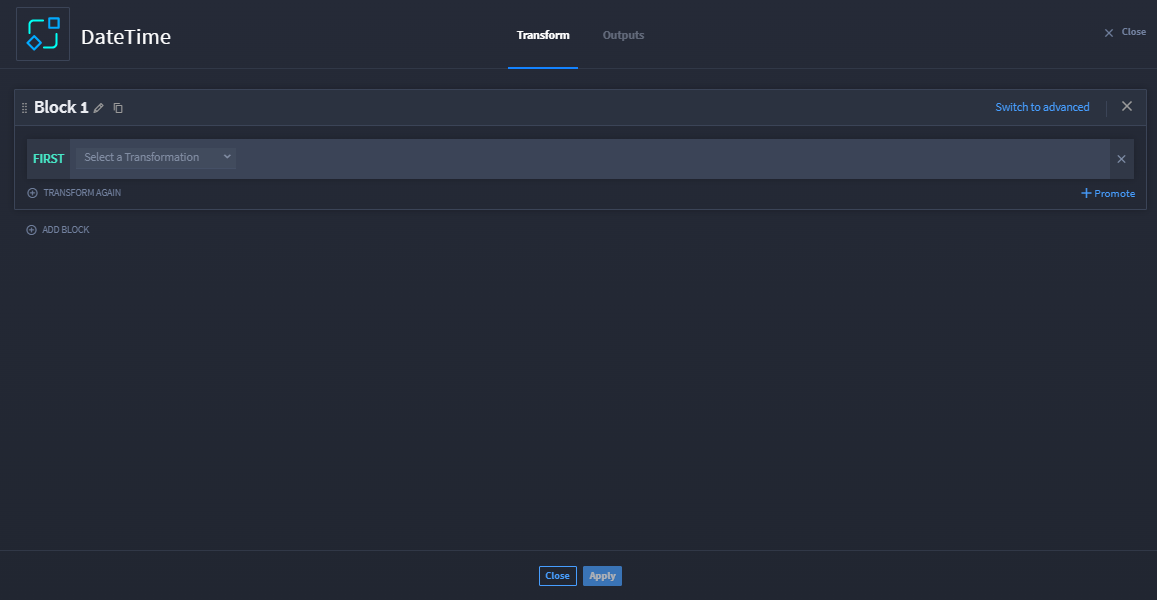 DateTime
Transform
Outputs
Close
Block 1
Switch to advanced
FIRST
Select a Transformation
TRANSFORM AGAIN
Promote
ADD BLOCK
Close
Apply